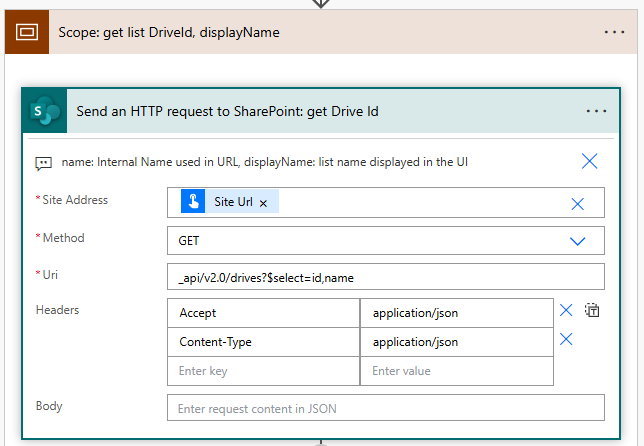 Scope: get list DriveId, displayName
Send an HTTP request to SharePoint: get Drive Id
name: Internal Name used in URL, displayName: list name displayed in the UI
* Site Address
Site Url
* Method
GET
* Uri
_api/v2.0/drives?$select=id,name
Headers
Accept application/json
Content-Type application/json
Enter key Enter value
Body
Enter request content in JSON